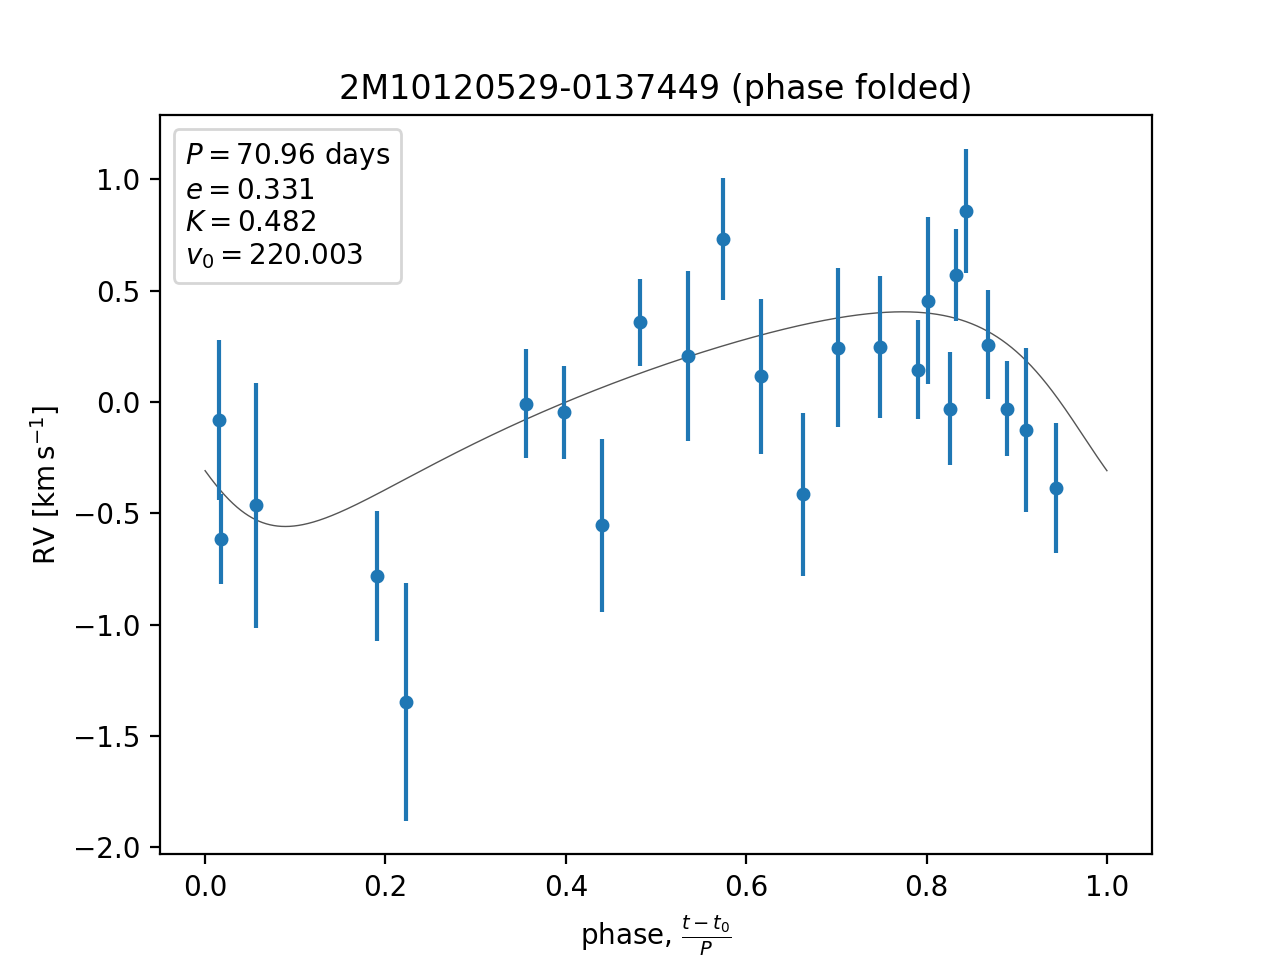 2M10120529-0137449 (phase folded)
P = 70.96 days
e = 0.331
K = 0.482
v₀ = 220.003
1.0
0.5
0.0
−0.5
−1.0
−1.5
−2.0
RV [km s⁻¹]
0.0 0.2 0.4 0.6 0.8 1.0
phase, (t − t₀)/P